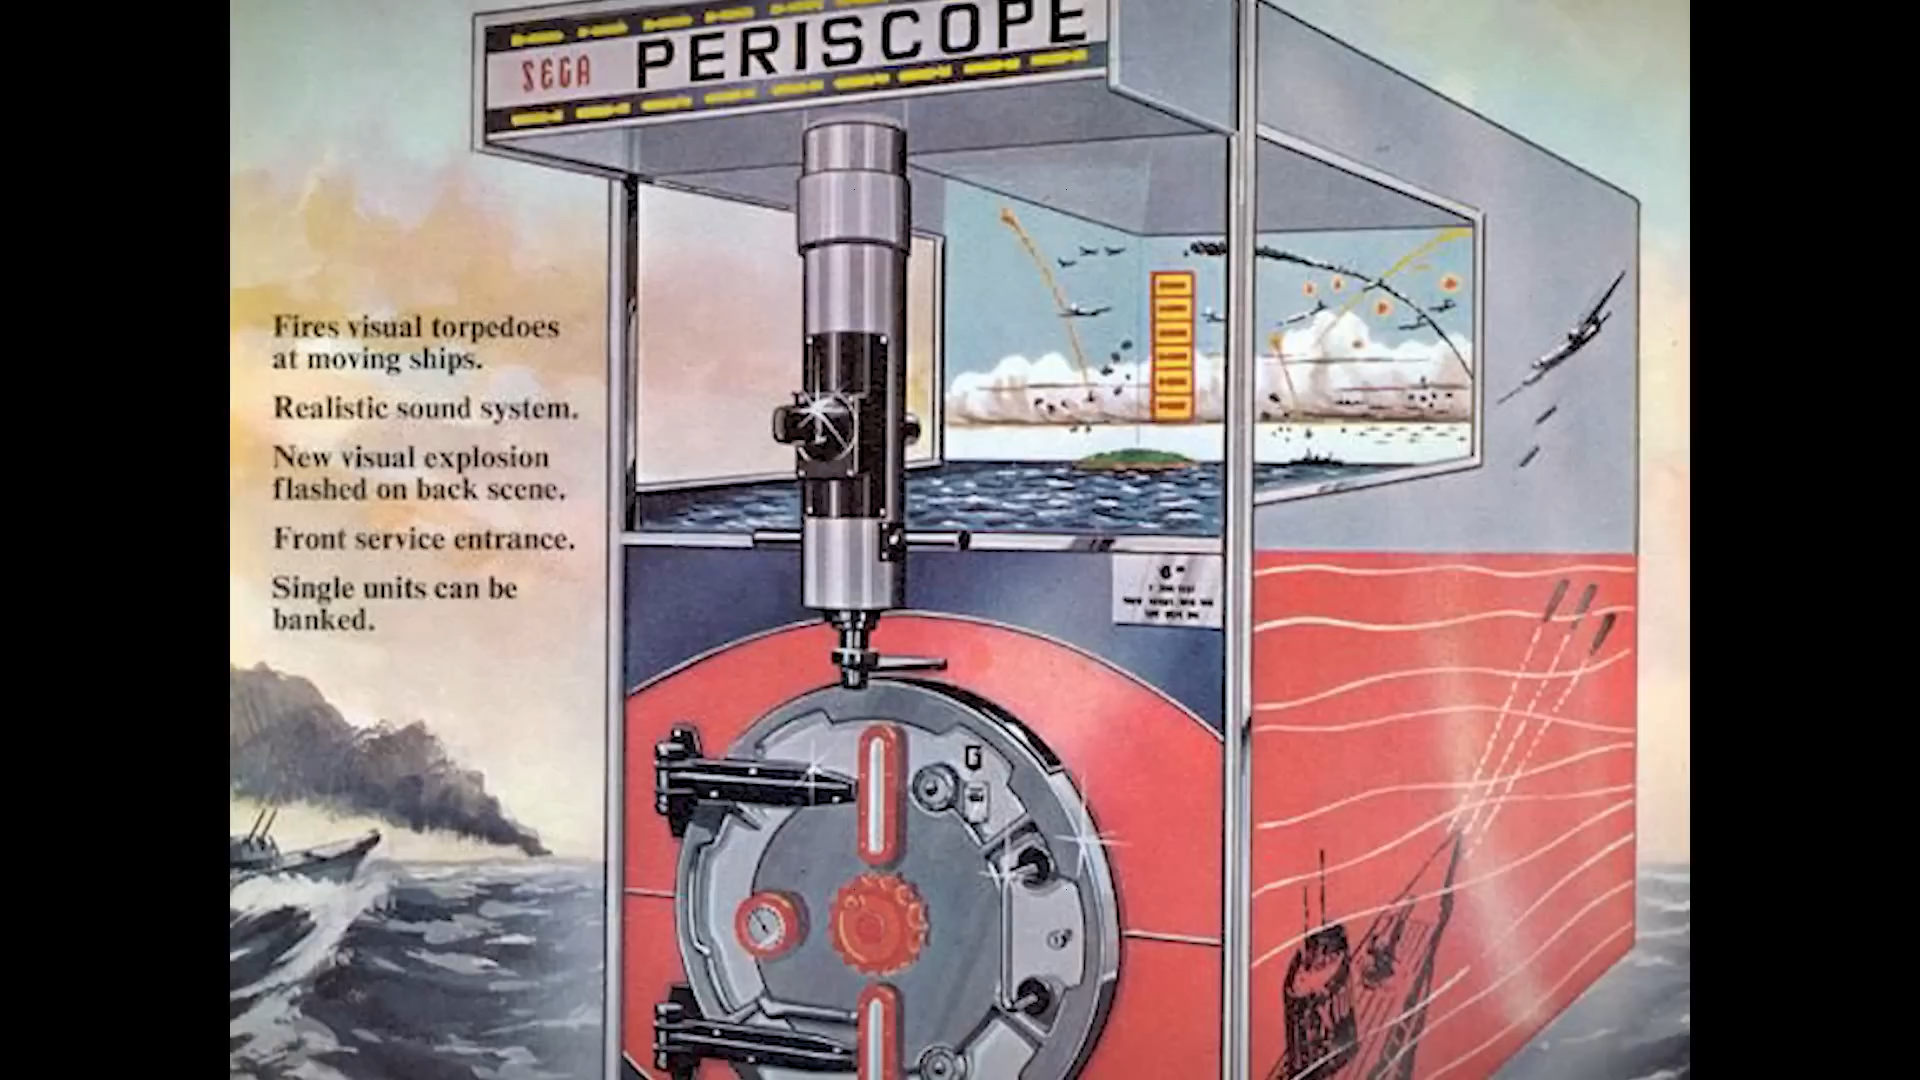 SEGA PERISCOPE
Fires visual torpedoes
at moving ships.
Realistic sound system.
New visual explosion
flashed on back scene.
Front service entrance.
Single units can be
banked.